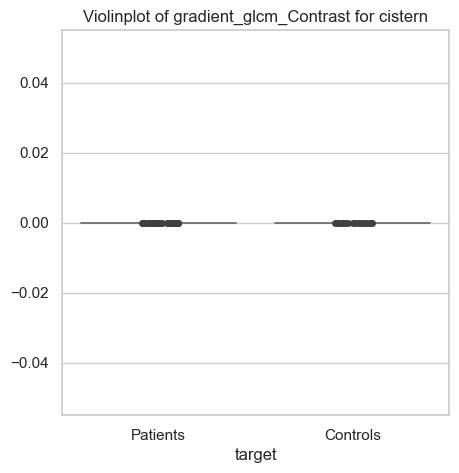 Violinplot of gradient_glcm_Contrast for cistern
0.04
0.02
0.00
−0.02
−0.04
Patients
Controls
target